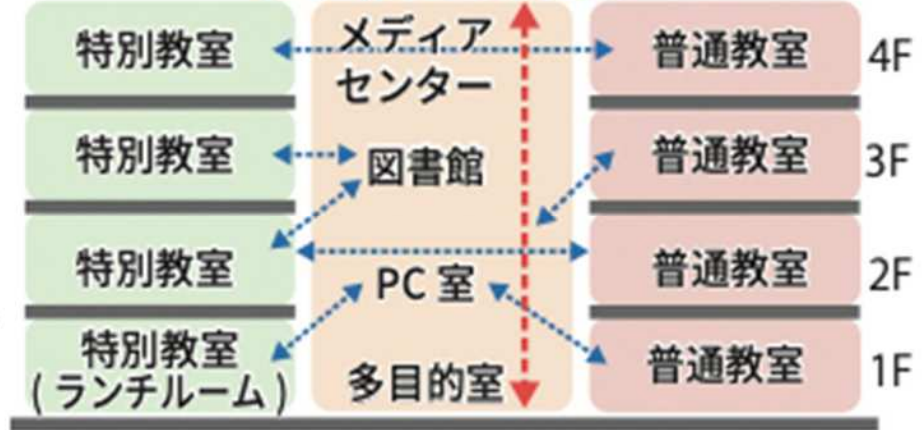 特別教室
メディア
センター
普通教室
4F
特別教室
図書館
普通教室
3F
特別教室
PC 室
普通教室
2F
特別教室
( ランチルーム )
多目的室
普通教室
1F